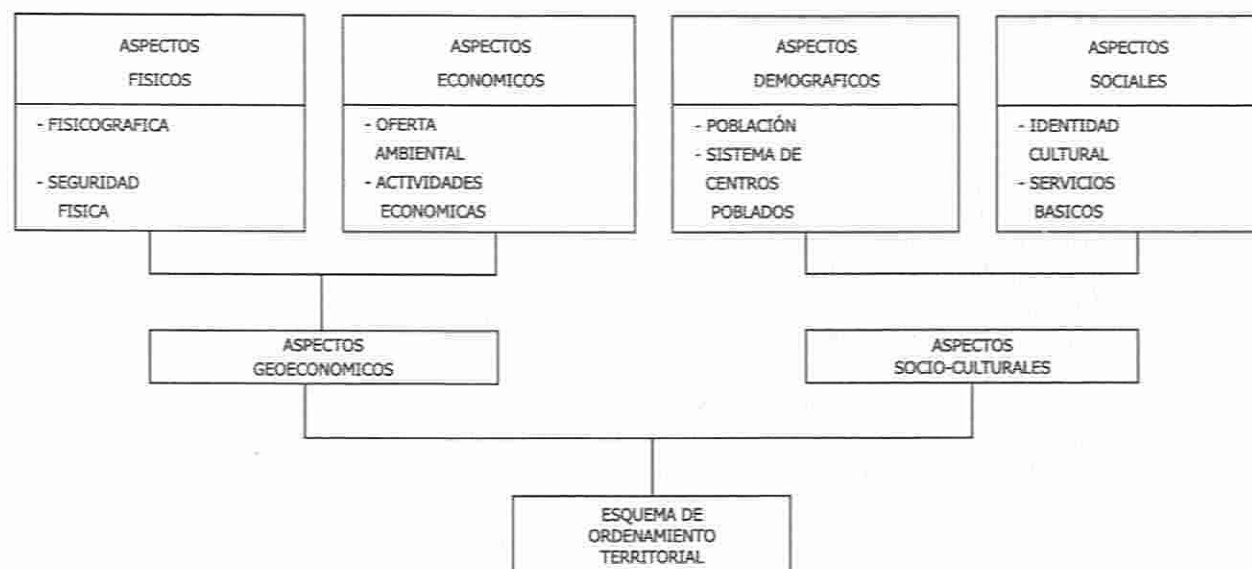 ASPECTOS
FISICOS
- FISICOGRAFICA
- SEGURIDAD
FISICA
ASPECTOS
ECONOMICOS
- OFERTA
AMBIENTAL
- ACTIVIDADES
ECONOMICAS
ASPECTOS
DEMOGRAFICOS
- POBLACIÓN
- SISTEMA DE
CENTROS
POBLADOS
ASPECTOS
SOCIALES
- IDENTIDAD
CULTURAL
- SERVICIOS
BASICOS
ASPECTOS
GEOECONOMICOS
ASPECTOS
SOCIO-CULTURALES
ESQUEMA DE
ORDENAMIENTO
TERRITORIAL